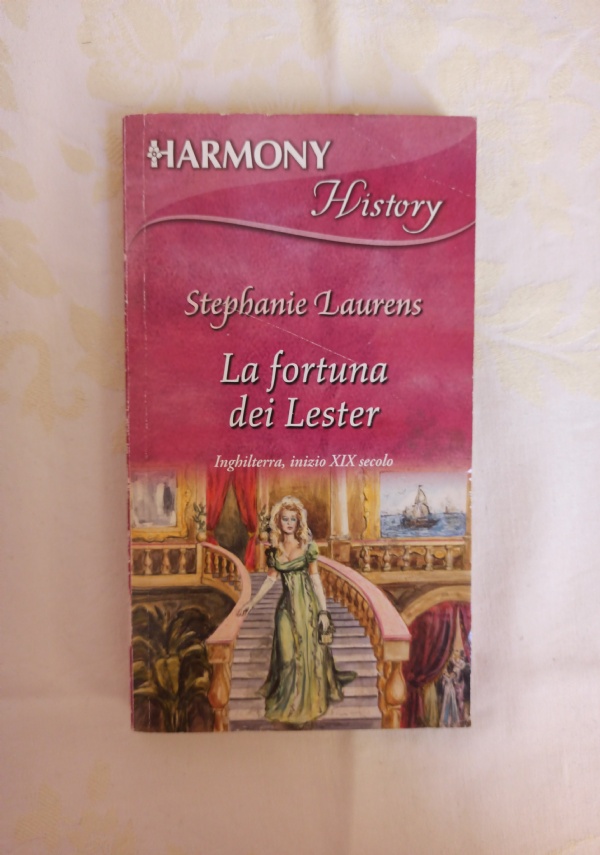 HARMONY
History
Stephanie Laurens
La fortuna
dei Lester
Inghilterra, inizio XIX secolo